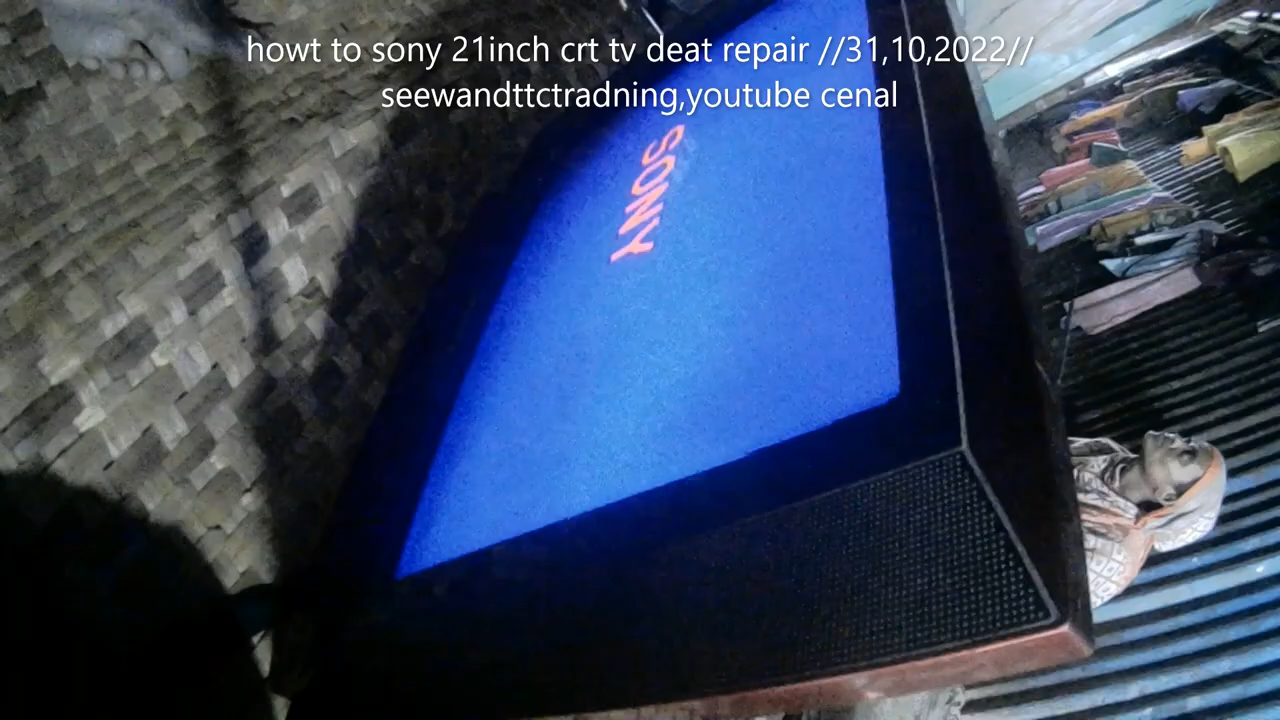 howt to sony 21inch crt tv deat repair //31,10,2022//
seewandttctradning,youtube cenal
SONY